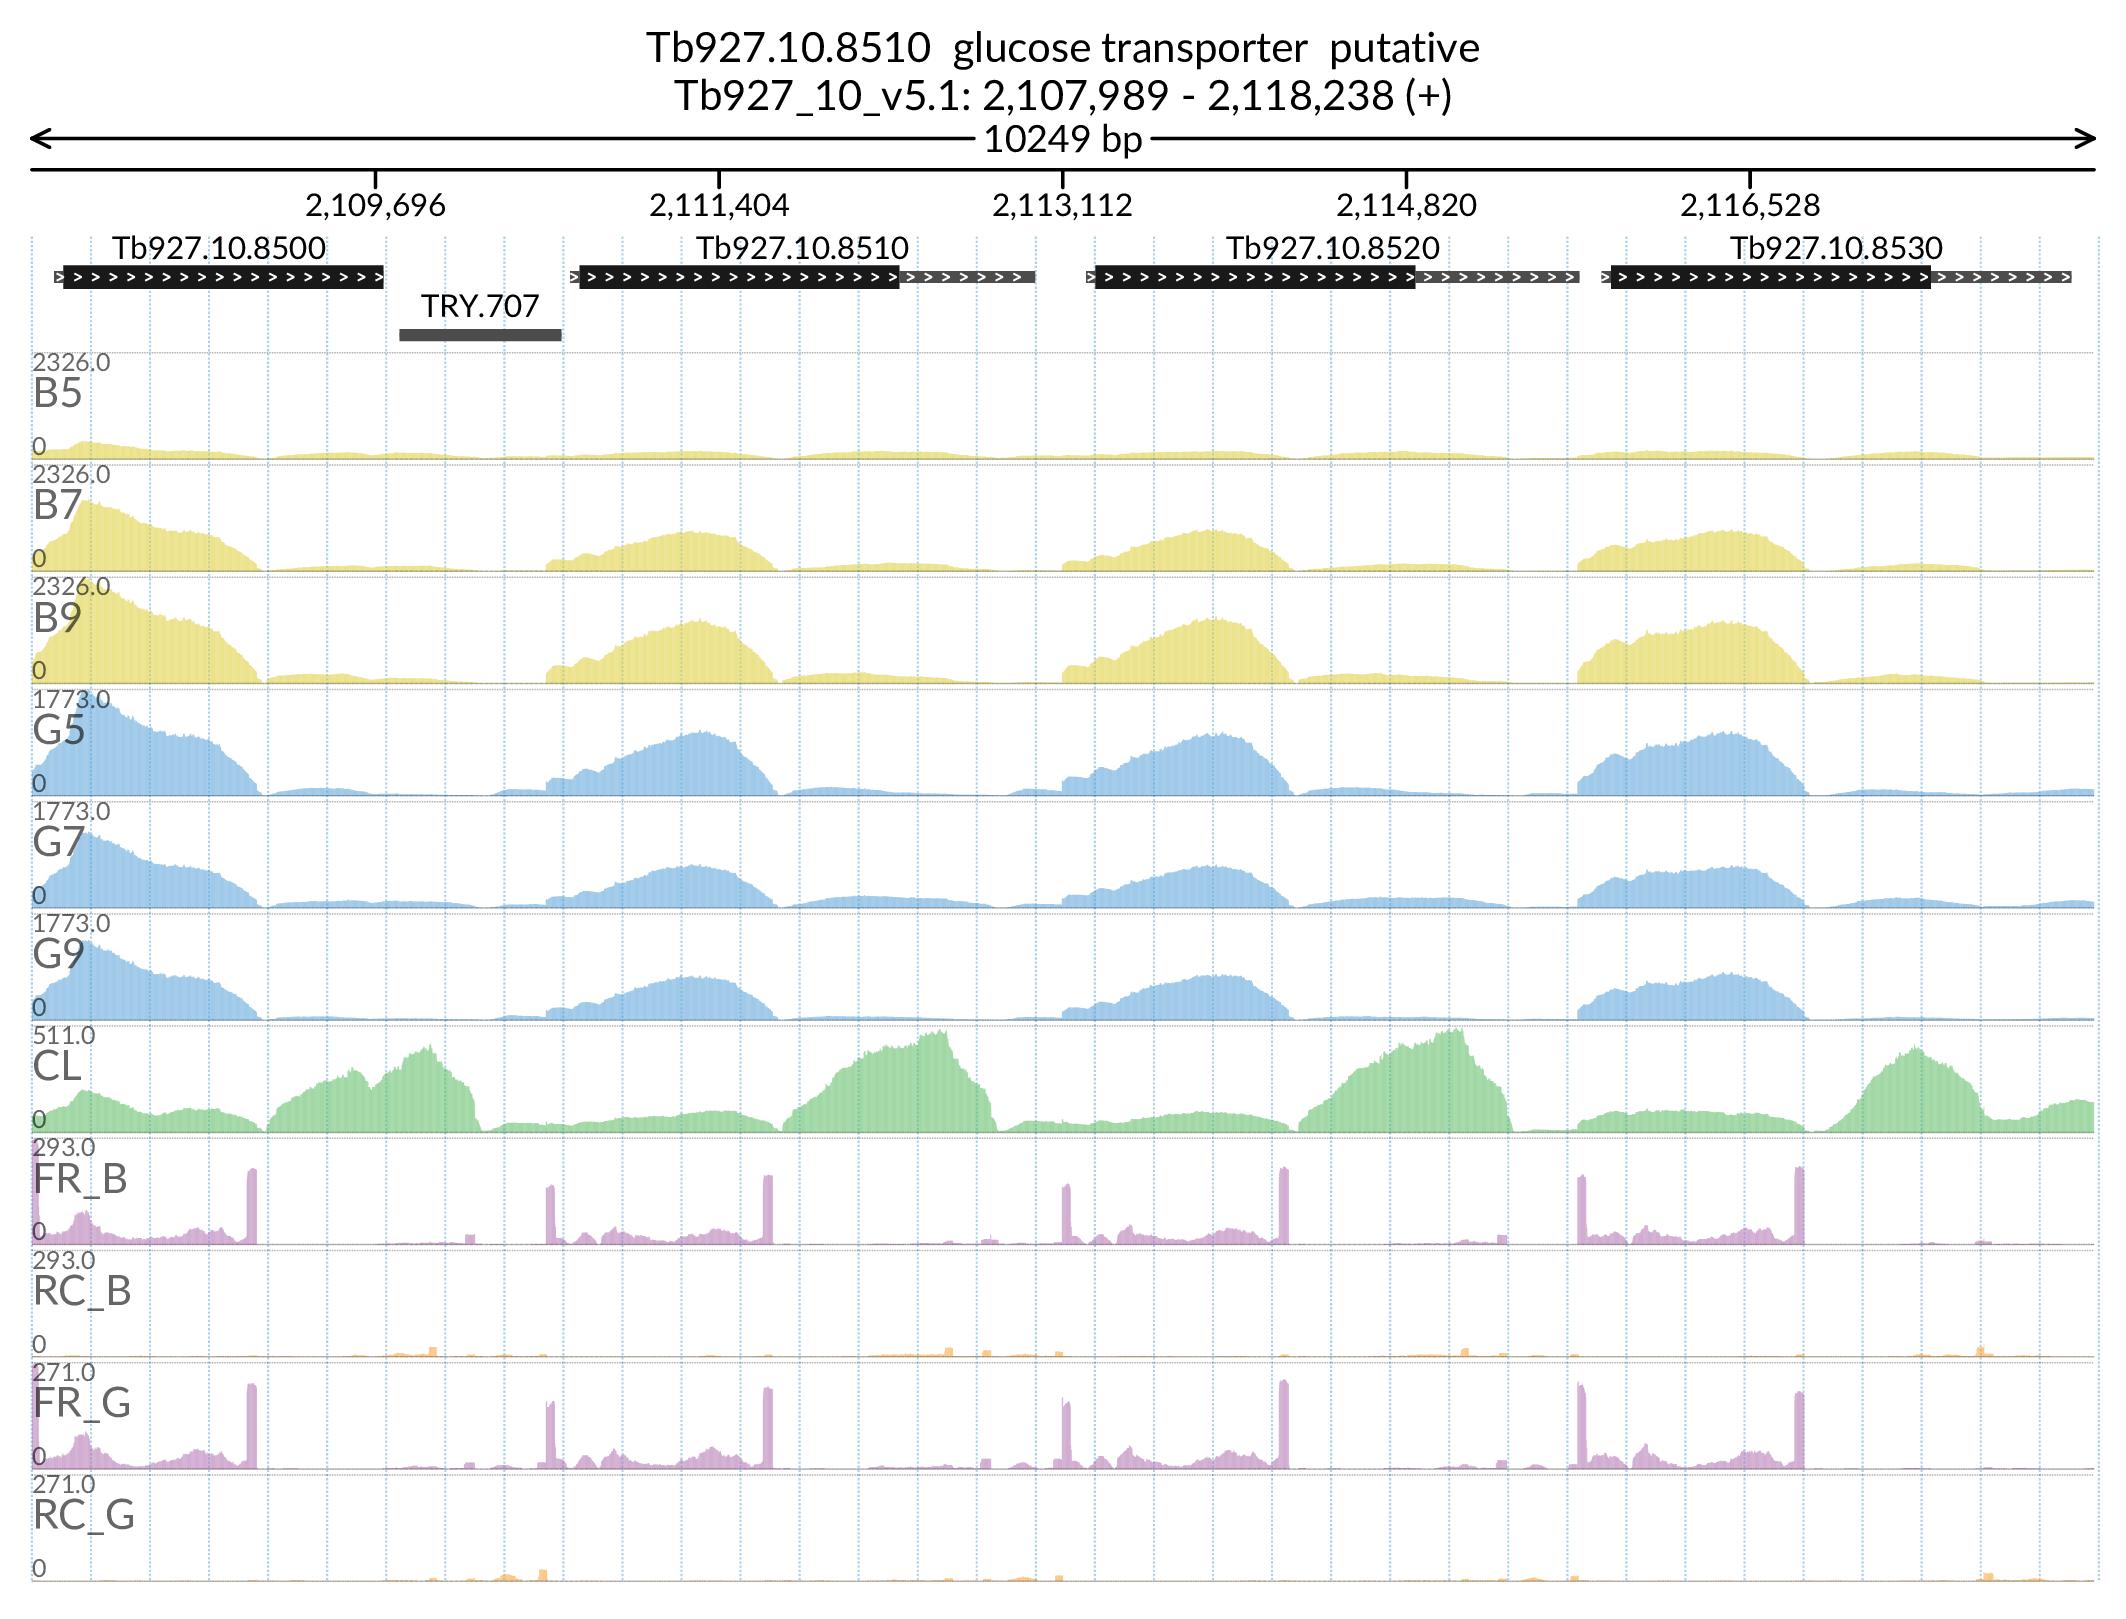 Tb927.10.8510 glucose transporter putative
Tb927_10_v5.1: 2,107,989 - 2,118,238 (+)
10249 bp
2,109,696 2,111,404 2,113,112 2,114,820 2,116,528
Tb927.10.8500 Tb927.10.8510 Tb927.10.8520 Tb927.10.8530
TRY.707
2326.0
B5
0
2326.0
B7
0
2326.0
B9
0
1773.0
G5
0
1773.0
G7
0
1773.0
G9
0
511.0
CL
0
293.0
FR_B
0
293.0
RC_B
0
271.0
FR_G
0
271.0
RC_G
0